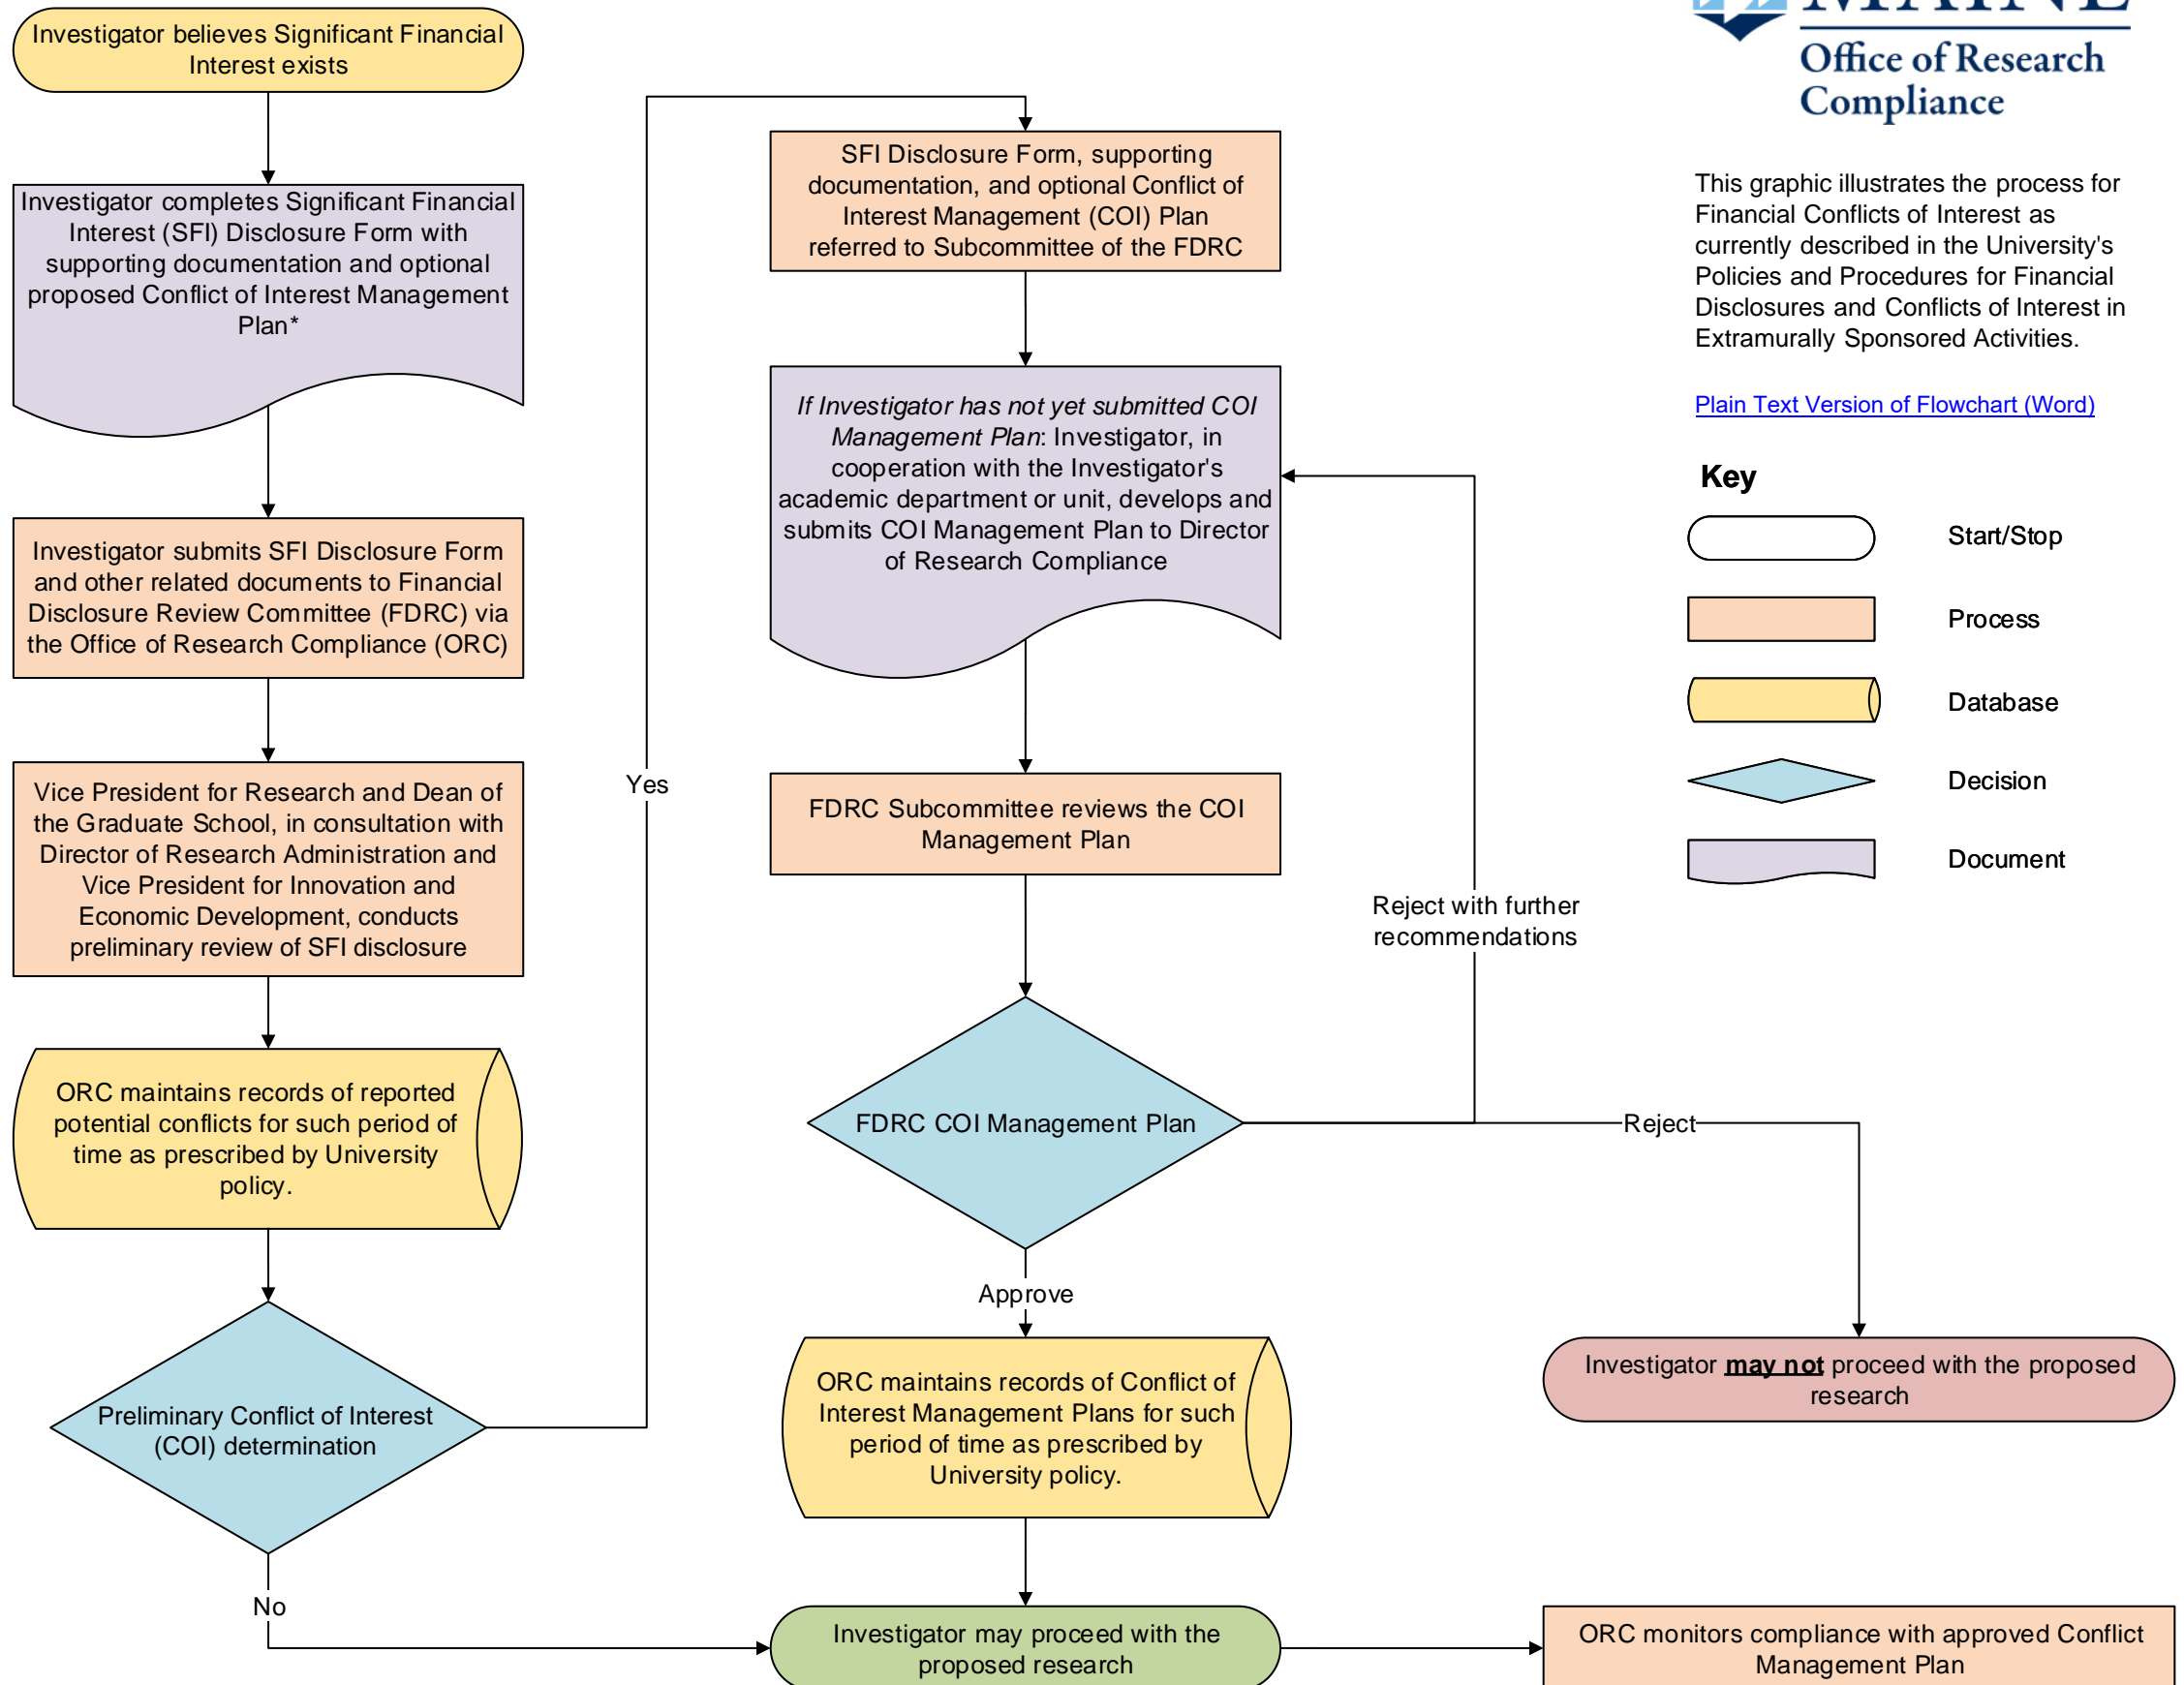 Investigator believes Significant Financial
Interest exists
Investigator completes Significant Financial
Interest (SFI) Disclosure Form with
supporting documentation and optional
proposed Conflict of Interest Management
Plan*
Investigator submits SFI Disclosure Form
and other related documents to Financial
Disclosure Review Committee (FDRC) via
the Office of Research Compliance (ORC)
Vice President for Research and Dean of
the Graduate School, in consultation with
Director of Research Administration and
Vice President for Innovation and
Economic Development, conducts
preliminary review of SFI disclosure
ORC maintains records of reported
potential conflicts for such period of
time as prescribed by University
policy.
Preliminary Conflict of Interest
(COI) determination
No
Yes
SFI Disclosure Form, supporting
documentation, and optional Conflict of
Interest Management (COI) Plan
referred to Subcommittee of the FDRC
If Investigator has not yet submitted COI
Management Plan: Investigator, in
cooperation with the Investigator's
academic department or unit, develops and
submits COI Management Plan to Director
of Research Compliance
FDRC Subcommittee reviews the COI
Management Plan
FDRC COI Management Plan
Reject with further
recommendations
Reject
Approve
ORC maintains records of Conflict of
Interest Management Plans for such
period of time as prescribed by
University policy.
Investigator may proceed with the
proposed research
Investigator may not proceed with the proposed
research
ORC monitors compliance with approved Conflict
Management Plan
MAINE
Office of Research
Compliance
This graphic illustrates the process for
Financial Conflicts of Interest as
currently described in the University's
Policies and Procedures for Financial
Disclosures and Conflicts of Interest in
Extramurally Sponsored Activities.
Plain Text Version of Flowchart (Word)
Key
Start/Stop
Process
Database
Decision
Document